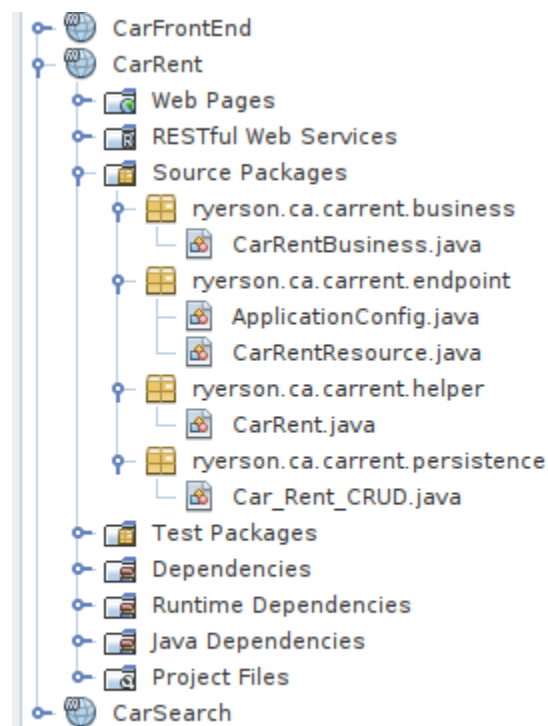 CarFrontEnd
CarRent
Web Pages
RESTful Web Services
Source Packages
ryerson.ca.carrent.business
CarRentBusiness.java
ryerson.ca.carrent.endpoint
ApplicationConfig.java
CarRentResource.java
ryerson.ca.carrent.helper
CarRent.java
ryerson.ca.carrent.persistence
Car_Rent_CRUD.java
Test Packages
Dependencies
Runtime Dependencies
Java Dependencies
Project Files
CarSearch